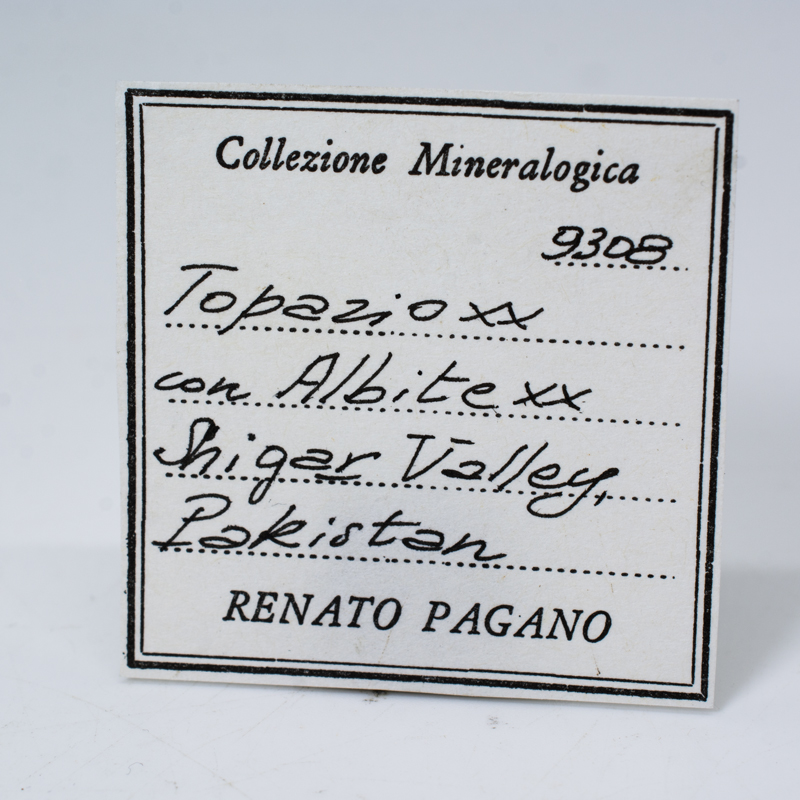 Collezione Mineralogica
9308
Topazio xx
con Albite xx
Shigar Valley,
Pakistan
RENATO PAGANO